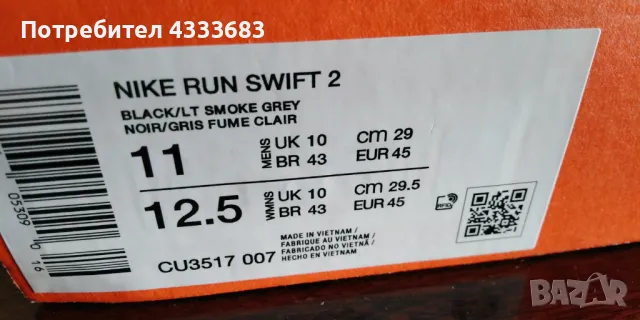 Потребител 4333683
NIKE RUN SWIFT 2
BLACK/LT SMOKE GREY
NOIR/GRIS FUME CLAIR
11 MENS UK 10 CM 29
BR 43 EUR 45
12.5 WMNS UK 10 CM 29.5
BR 43 EUR 45
MADE IN VIETNAM /
FABRIQUE AU VIETNAM /
FABRICADO NO VIETNÃ /
HECHO EN VIETNAM
CU3517 007
BAZAR